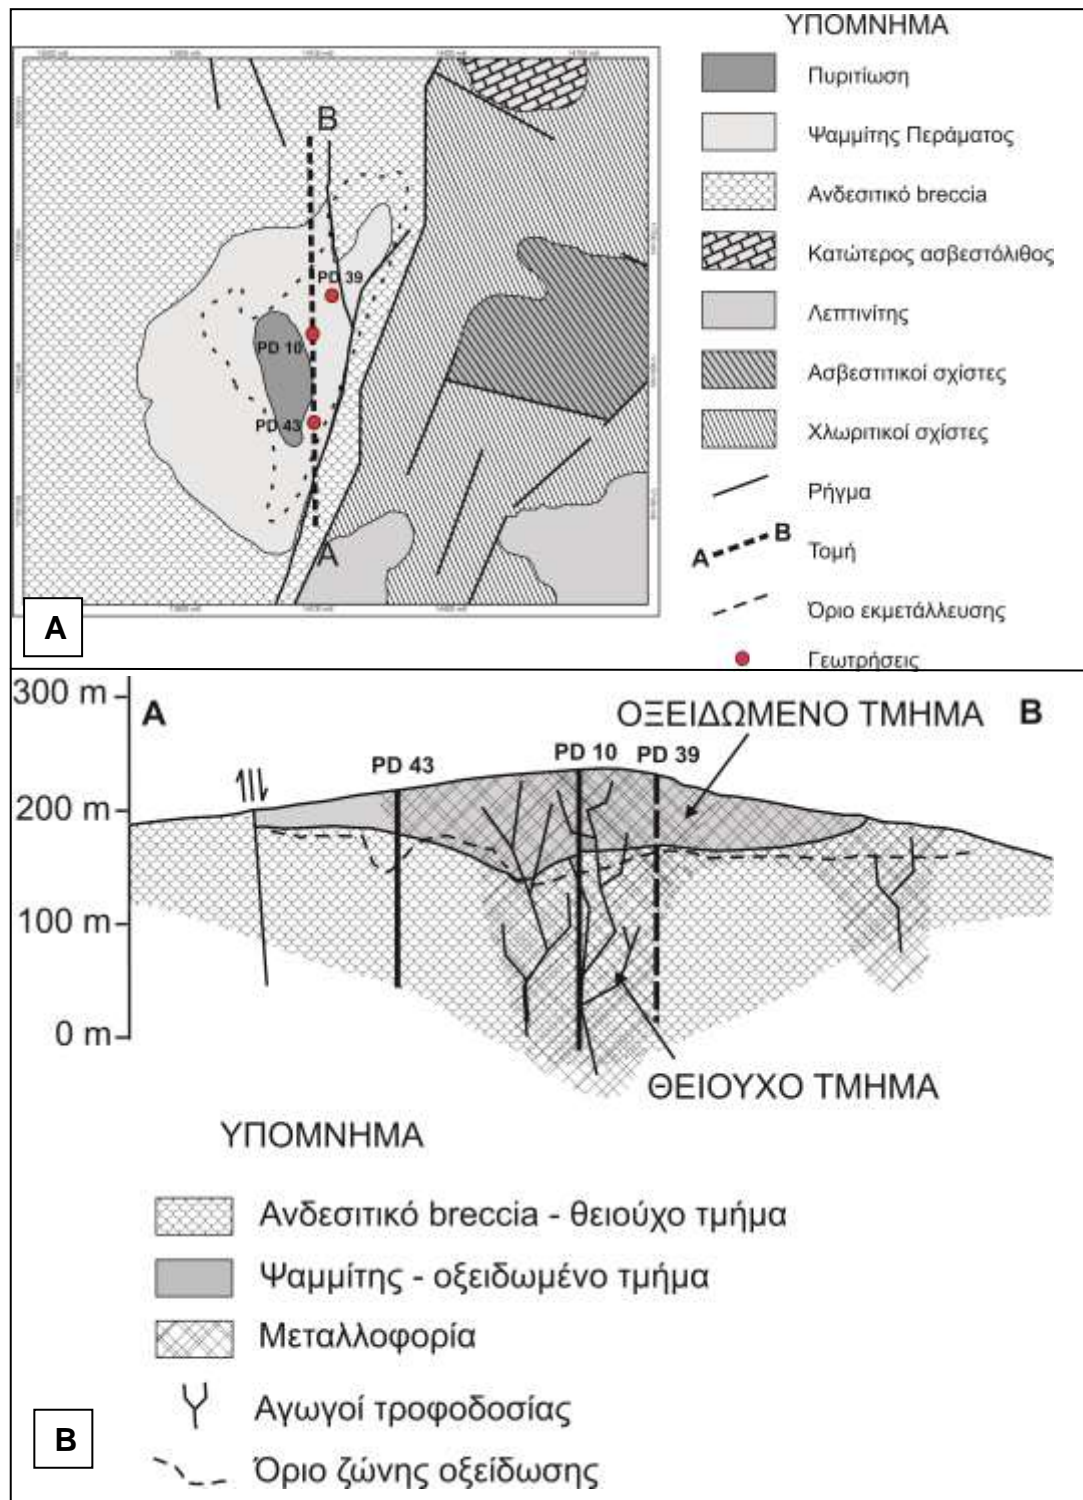 ΥΠΟΜΝΗΜΑ
Πυριτίωση
Ψαμμίτης Περάματος
Ανδεσιτικό breccia
Κατώτερος ασβεστόλιθος
Λεπτινίτης
Ασβεστιτικοί σχίστες
Χλωριτικοί σχίστες
Ρήγμα
A B Τομή
Όριο εκμετάλλευσης
Γεωτρήσεις
B
PD 39
PD 10
PD 43
A
A
300 m
200 m
100 m
0 m
A
ΟΞΕΙΔΩΜΕΝΟ ΤΜΗΜΑ
B
PD 43
PD 10
PD 39
ΘΕΙΟΥΧΟ ΤΜΗΜΑ
ΥΠΟΜΝΗΜΑ
Ανδεσιτικό breccia - θειούχο τμήμα
Ψαμμίτης - οξειδωμένο τμήμα
Μεταλλοφορία
Αγωγοί τροφοδοσίας
Όριο ζώνης οξείδωσης
B